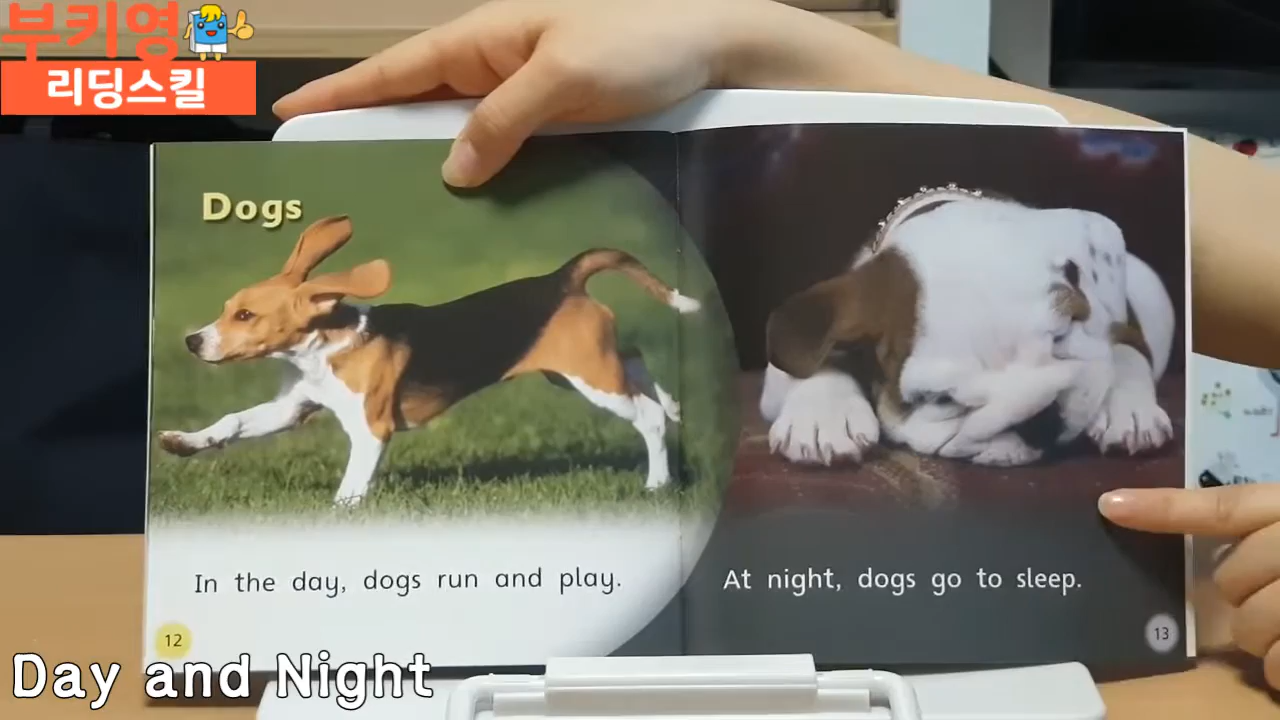 부키영
리딩스킬
Dogs
In the day, dogs run and play.
At night, dogs go to sleep.
12
13
Day and Night